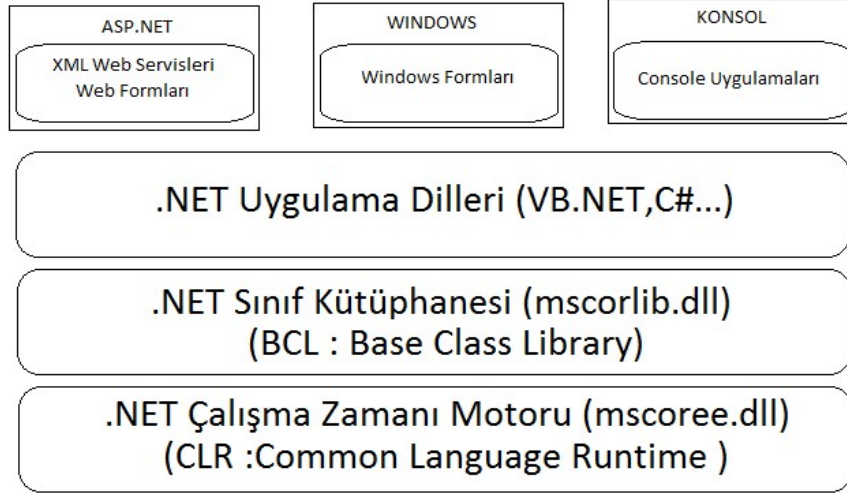 ASP.NET
XML Web Servisleri
Web Formları
WINDOWS
Windows Formları
KONSOL
Console Uygulamaları
.NET Uygulama Dilleri (VB.NET,C#...)
.NET Sınıf Kütüphanesi (mscorlib.dll)
(BCL : Base Class Library)
.NET Çalışma Zamanı Motoru (mscoree.dll)
(CLR :Common Language Runtime )